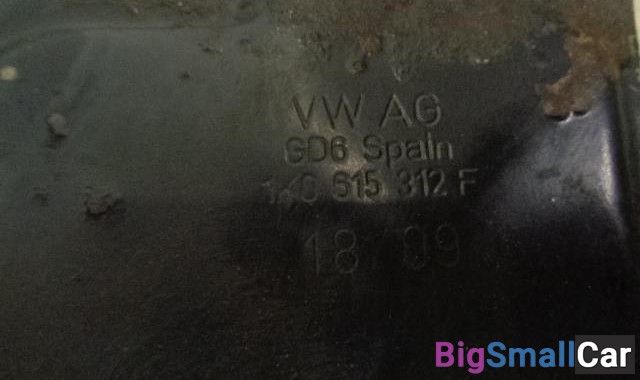 VW AG
GD6 Spain
1K0 615 312 F
18 09
BigSmallCar